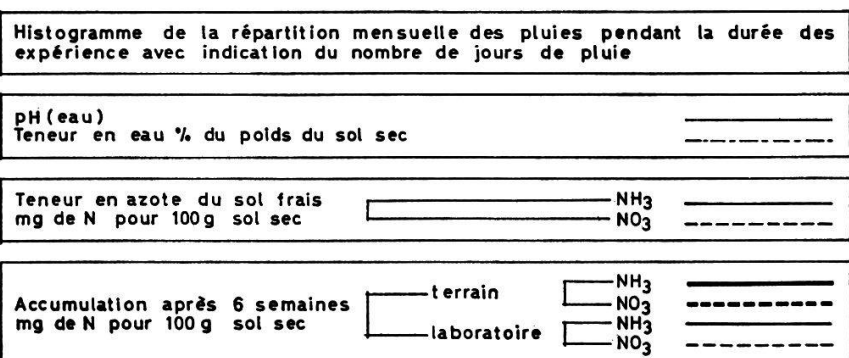 Histogramme de la répartition mensuelle des pluies pendant la durée des
expérience avec indication du nombre de jours de pluie
pH (eau)
Teneur en eau % du poids du sol sec
Teneur en azote du sol frais
mg de N pour 100 g sol sec
NH3
NO3
Accumulation après 6 semaines
mg de N pour 100 g sol sec
terrain
NH3
NO3
laboratoire
NH3
NO3